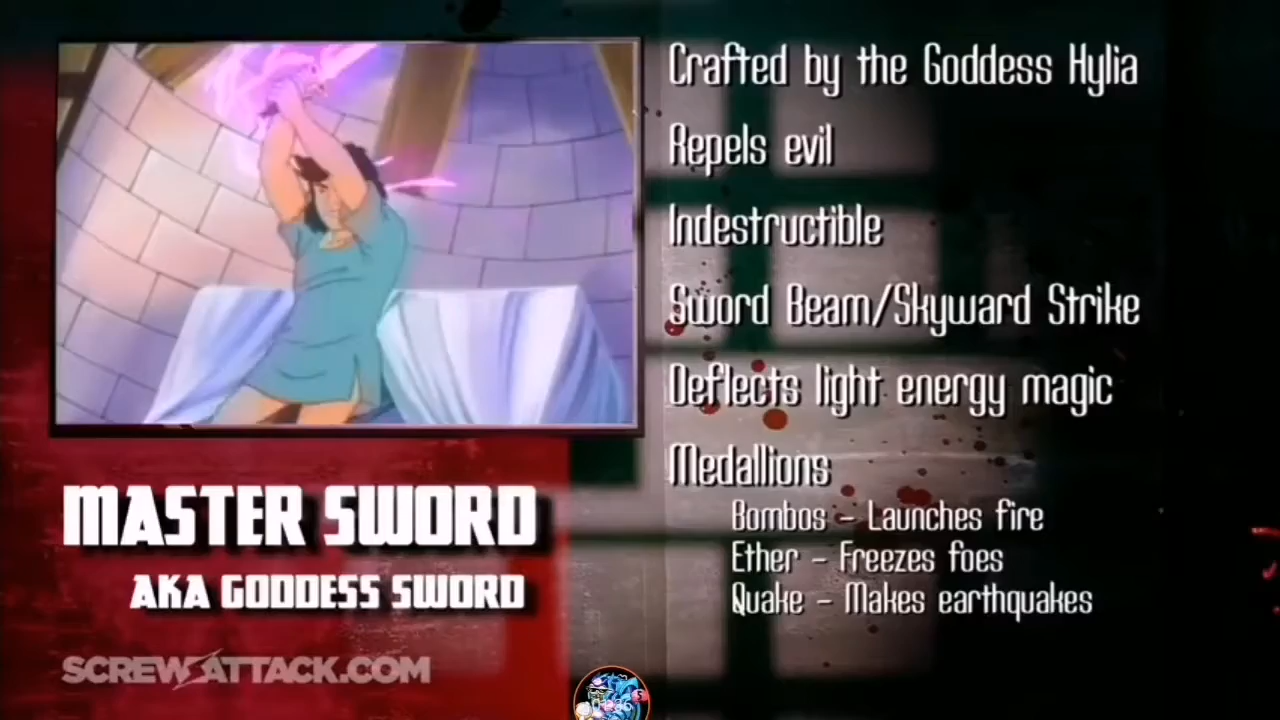 Crafted by the Goddess Hylia
Repels evil
Indestructible
Sword Beam/Skyward Strike
Deflects light energy magic
Medallions
Bombos - Launches fire
Ether - Freezes foes
Quake - Makes earthquakes
MASTER SWORD
AKA GODDESS SWORD
SCREWATTACK.COM